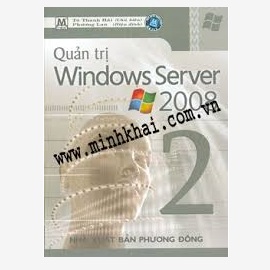 Tô Thanh Hải (Chủ biên)
Phương Lan (Hiệu đính)
Quản trị
Windows Server
2008
www.minhkhai.com.vn
2
NHÀ XUẤT BẢN PHƯƠNG ĐÔNG